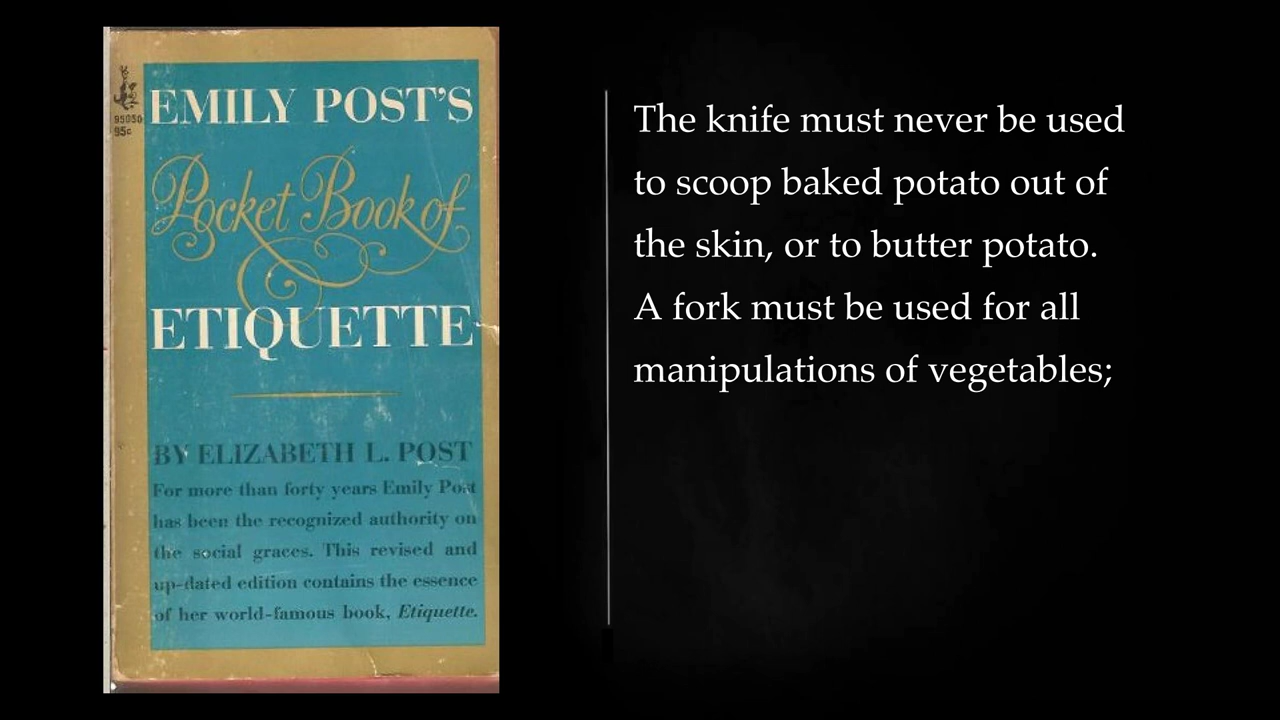 EMILY POST'S
Pocket Book of
ETIQUETTE
95050
95c
BY ELIZABETH L. POST
For more than forty years Emily Post
has been the recognized authority on
the social graces. This revised and
up-dated edition contains the essence
of her world-famous book, Etiquette.
The knife must never be used
to scoop baked potato out of
the skin, or to butter potato.
A fork must be used for all
manipulations of vegetables;